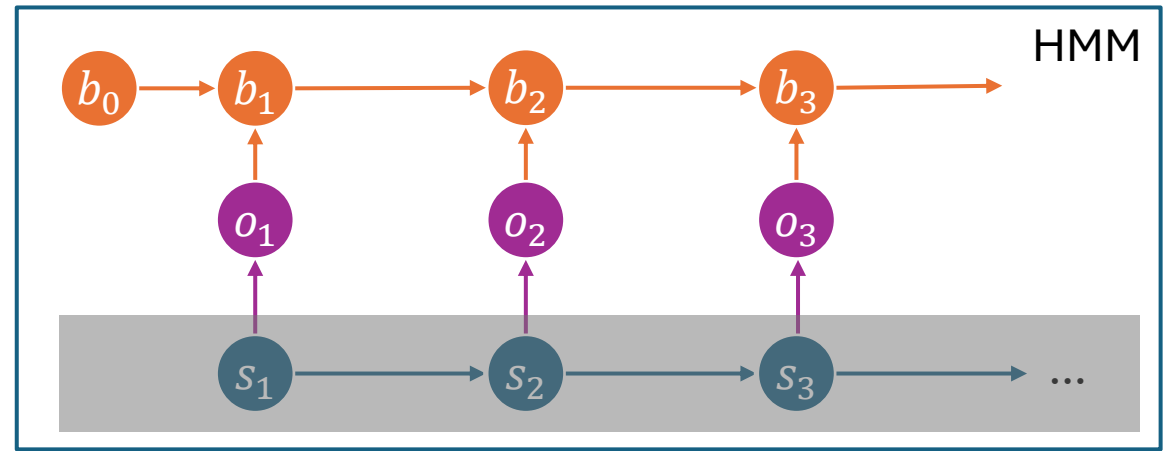 HMM
b₀ b₁ b₂ b₃
o₁ o₂ o₃
s₁ s₂ s₃ ...